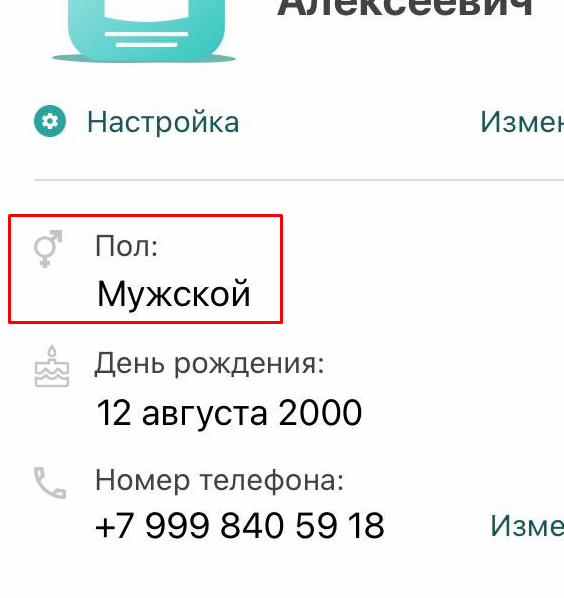 Алексеевич
Настройка
Пол:
Мужской
День рождения:
12 августа 2000
Номер телефона:
+7 999 840 59 18